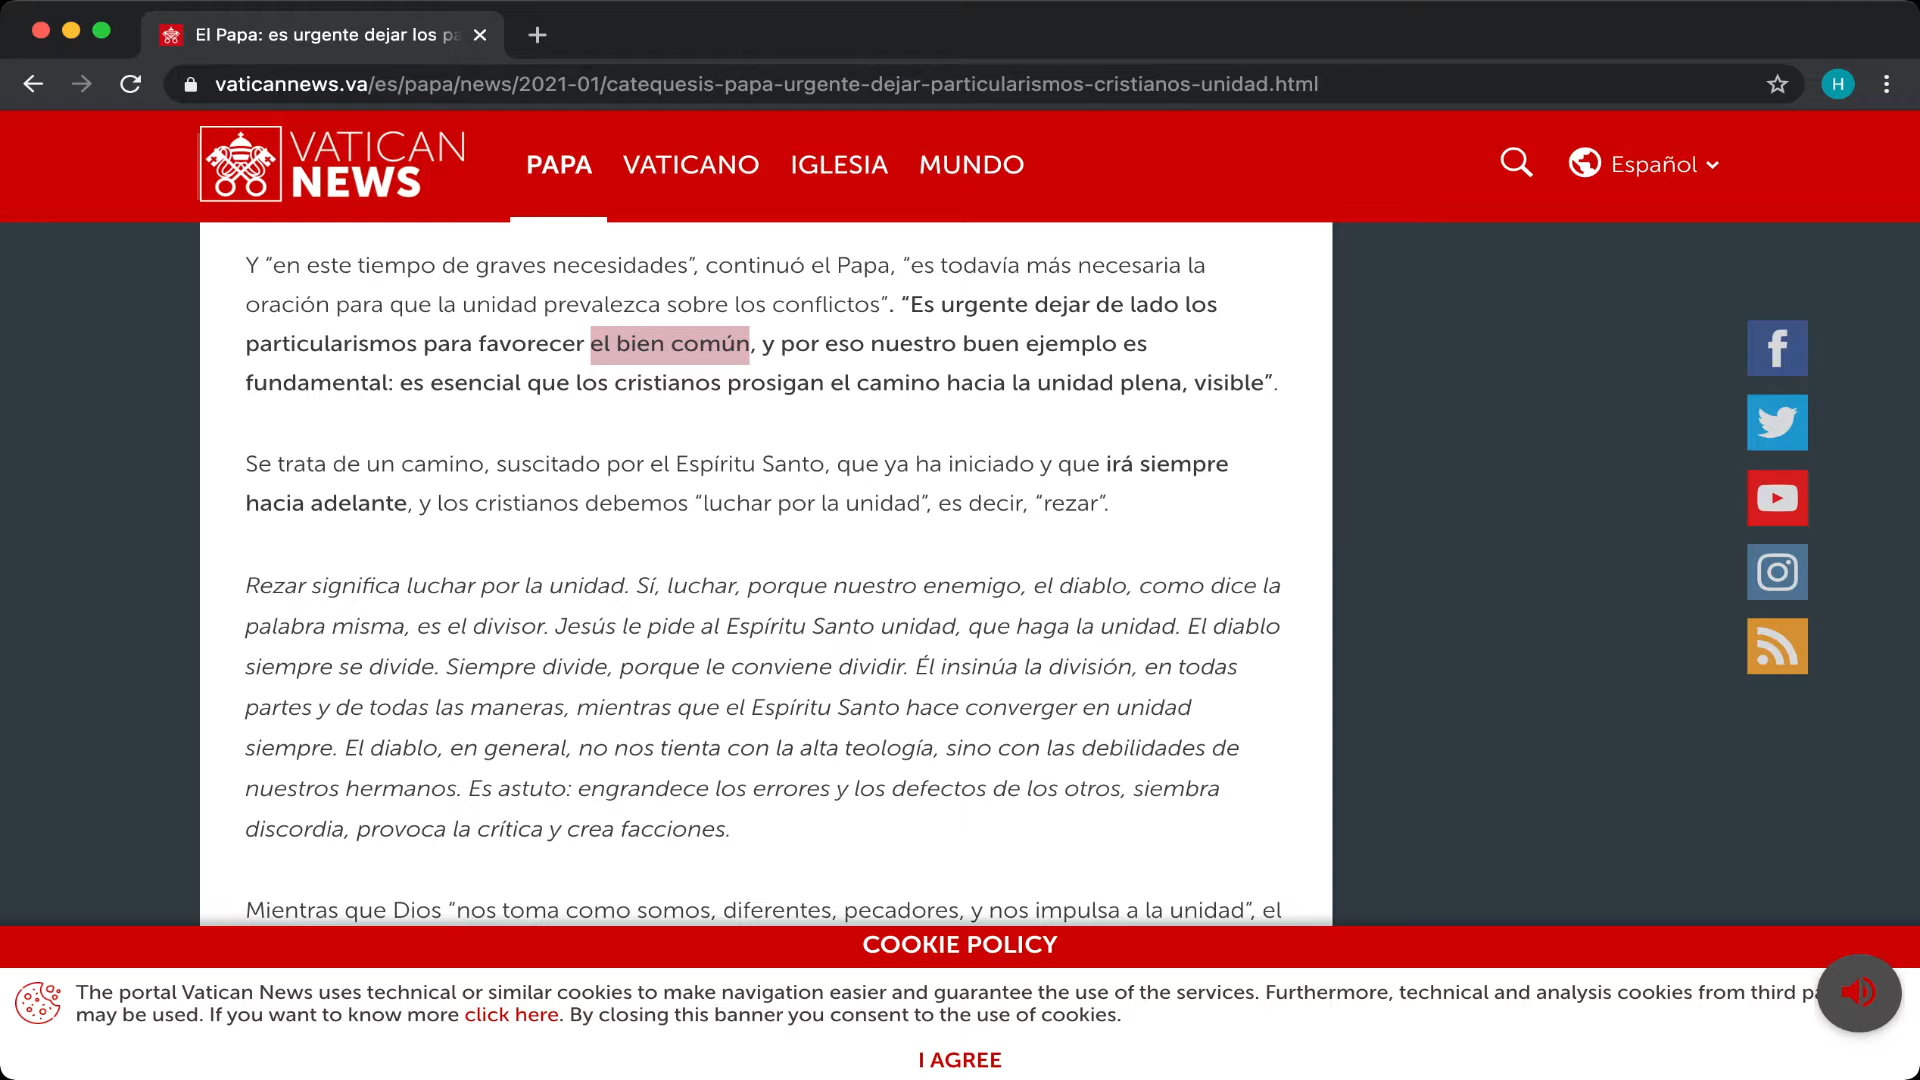 El Papa: es urgente dejar los pa
vaticannews.va/es/papa/news/2021-01/catequesis-papa-urgente-dejar-particularismos-cristianos-unidad.html
H
VATICAN
NEWS
PAPA VATICANO IGLESIA MUNDO
Español
Y “en este tiempo de graves necesidades”, continuó el Papa, “es todavía más necesaria la
oración para que la unidad prevalezca sobre los conflictos”. “Es urgente dejar de lado los
particularismos para favorecer el bien común, y por eso nuestro buen ejemplo es
fundamental: es esencial que los cristianos prosigan el camino hacia la unidad plena, visible”.
Se trata de un camino, suscitado por el Espíritu Santo, que ya ha iniciado y que irá siempre
hacia adelante, y los cristianos debemos “luchar por la unidad”, es decir, “rezar”.
Rezar significa luchar por la unidad. Sí, luchar, porque nuestro enemigo, el diablo, como dice la
palabra misma, es el divisor. Jesús le pide al Espíritu Santo unidad, que haga la unidad. El diablo
siempre se divide. Siempre divide, porque le conviene dividir. Él insinúa la división, en todas
partes y de todas las maneras, mientras que el Espíritu Santo hace converger en unidad
siempre. El diablo, en general, no nos tienta con la alta teología, sino con las debilidades de
nuestros hermanos. Es astuto: engrandece los errores y los defectos de los otros, siembra
discordia, provoca la crítica y crea facciones.
Mientras que Dios “nos toma como somos, diferentes, pecadores, y nos impulsa a la unidad”, el
COOKIE POLICY
The portal Vatican News uses technical or similar cookies to make navigation easier and guarantee the use of the services. Furthermore, technical and analysis cookies from third
may be used. If you want to know more click here. By closing this banner you consent to the use of cookies.
I AGREE